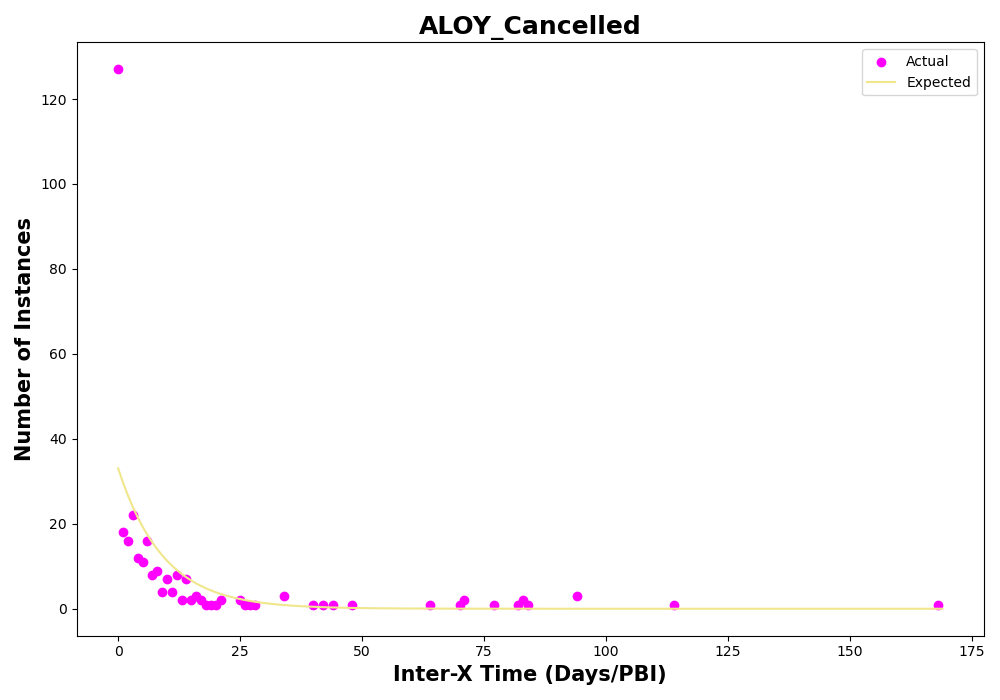 ALOY_Cancelled
Actual
Expected
Number of Instances
120
100
80
60
40
20
0
0 25 50 75 100 125 150 175
Inter-X Time (Days/PBI)